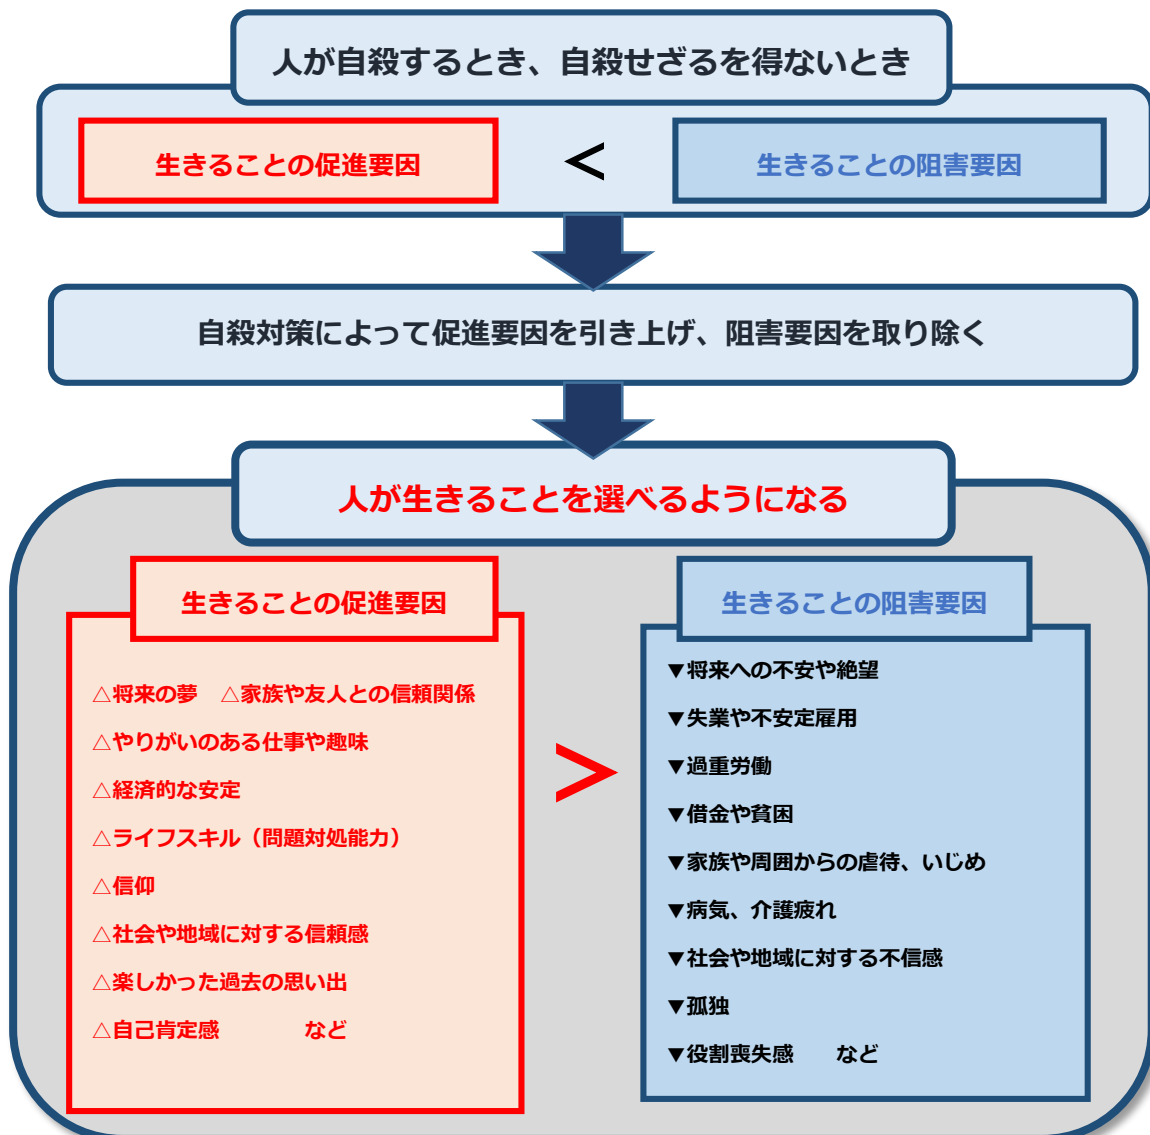 人が自殺するとき、自殺せざるを得ないとき
生きることの促進要因 < 生きることの阻害要因
自殺対策によって促進要因を引き上げ、阻害要因を取り除く
人が生きることを選べるようになる
生きることの促進要因
△将来の夢　△家族や友人との信頼関係
△やりがいのある仕事や趣味
△経済的な安定
△ライフスキル（問題対処能力）
△信仰
△社会や地域に対する信頼感
△楽しかった過去の思い出
△自己肯定感　　　　など
>
生きることの阻害要因
▼将来への不安や絶望
▼失業や不安定雇用
▼過重労働
▼借金や貧困
▼家族や周囲からの虐待、いじめ
▼病気、介護疲れ
▼社会や地域に対する不信感
▼孤独
▼役割喪失感　　など